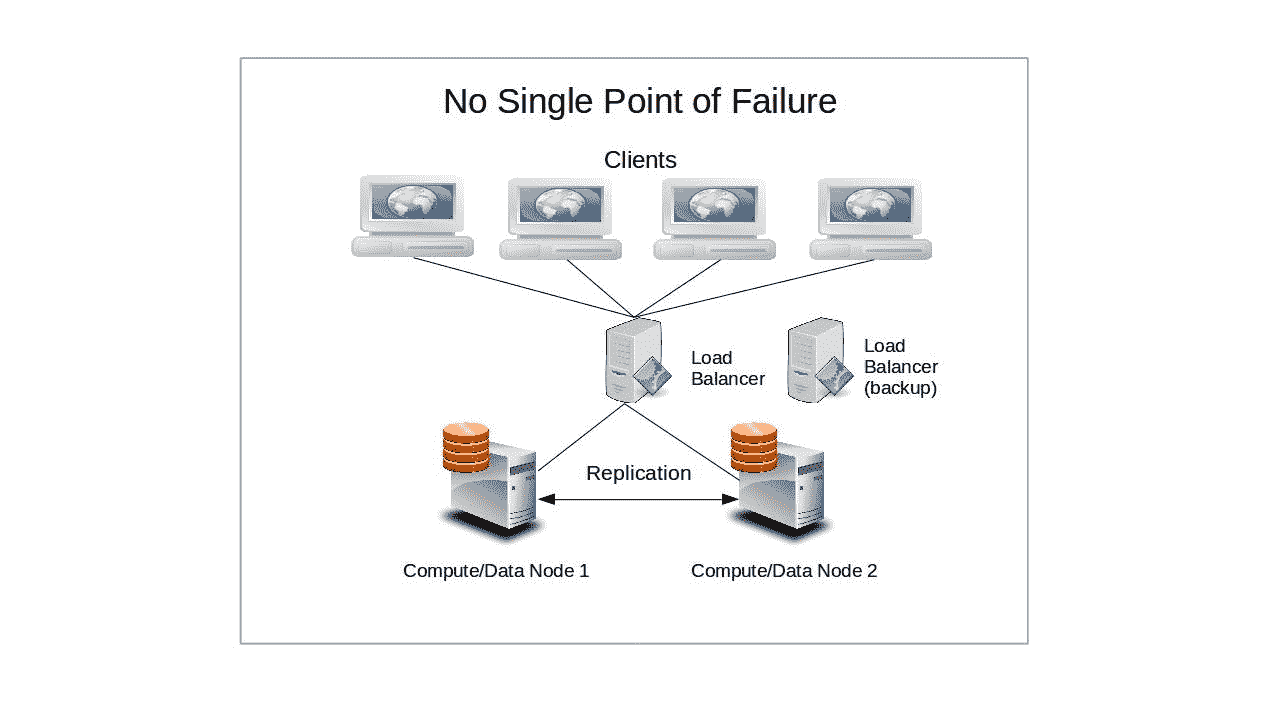 No Single Point of Failure
Clients
Load
Balancer
Load
Balancer
(backup)
Replication
Compute/Data Node 1
Compute/Data Node 2